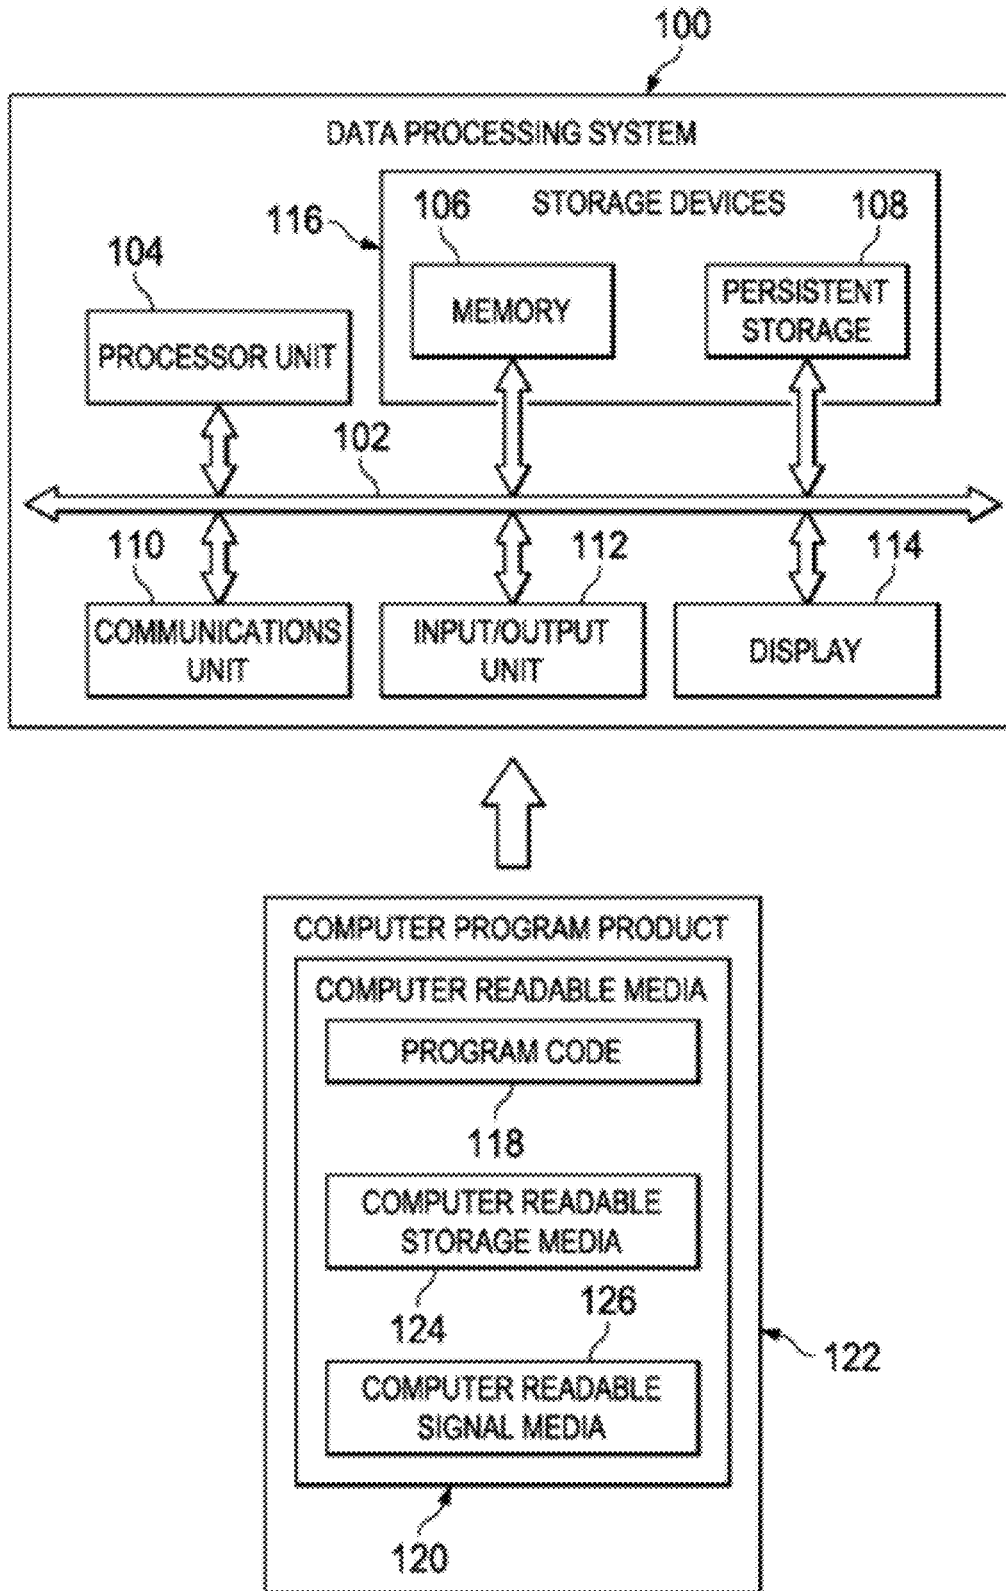 100
DATA PROCESSING SYSTEM
STORAGE DEVICES
116
106
108
104
MEMORY
PERSISTENT
STORAGE
PROCESSOR UNIT
102
110
112
114
COMMUNICATIONS
UNIT
INPUT/OUTPUT
UNIT
DISPLAY
COMPUTER PROGRAM PRODUCT
COMPUTER READABLE MEDIA
PROGRAM CODE
118
COMPUTER READABLE
STORAGE MEDIA
124
126
122
COMPUTER READABLE
SIGNAL MEDIA
120